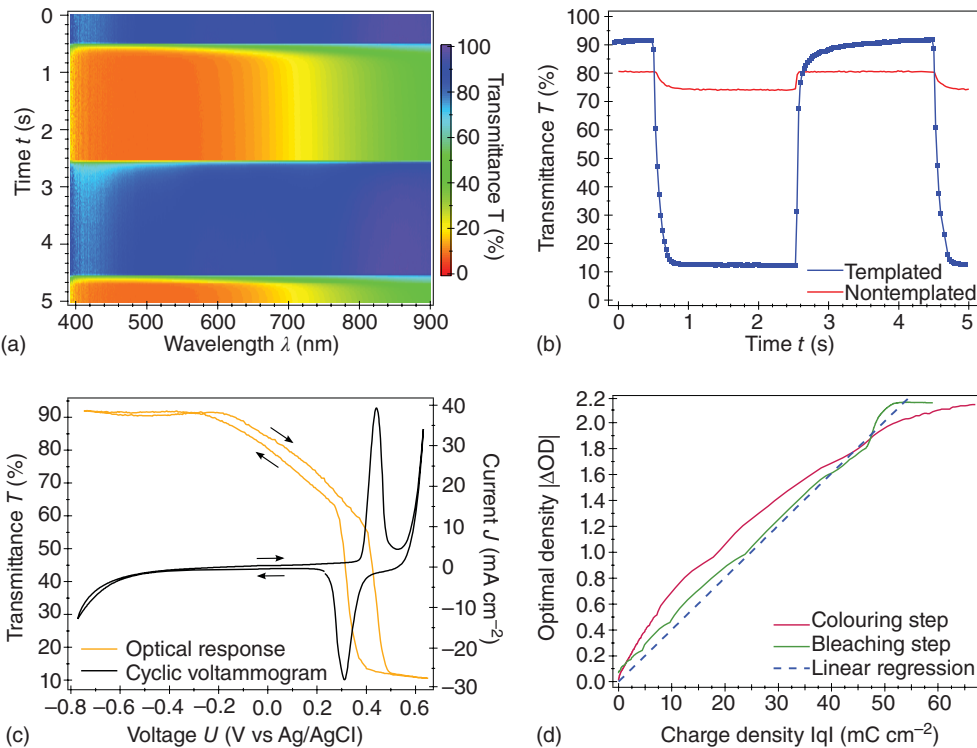 0
1
2
3
4
5
Time t (s)
400 500 600 700 800 900
Wavelength λ (nm)
100
80
60
40
20
0
Transmittance T (%)
(a)
100
90
80
70
60
50
40
30
20
10
0
Transmittance T (%)
Templated
Nontemplated
0 1 2 3 4 5
Time t (s)
(b)
90
80
70
60
50
40
30
20
10
Transmittance T (%)
40
30
20
10
0
−10
−20
−30
Current J (mA cm−2)
Optical response
Cyclic voltammogram
−0.8 −0.6 −0.4 −0.2 0.0 0.2 0.4 0.6
Voltage U (V vs Ag/AgCl)
(c)
2.2
2.0
1.8
1.6
1.4
1.2
1.0
0.8
0.6
0.4
0.2
0.0
Optimal density |ΔOD|
Colouring step
Bleaching step
Linear regression
0 10 20 30 40 50 60
Charge density |q| (mC cm−2)
(d)